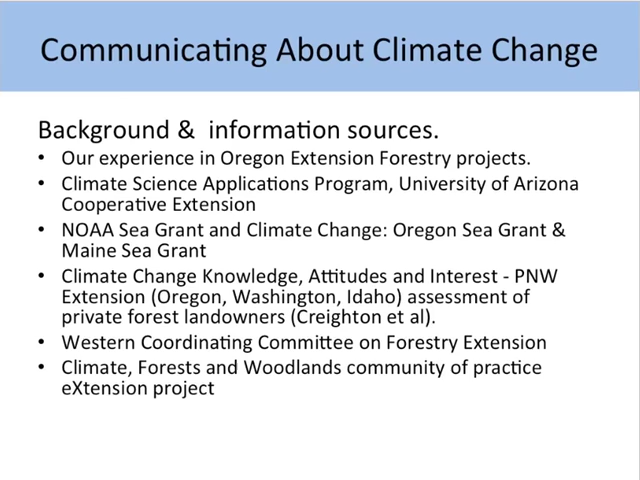 Communicating About Climate Change
Background &  information sources.
• Our experience in Oregon Extension Forestry projects.
• Climate Science Applications Program, University of Arizona
Cooperative Extension
• NOAA Sea Grant and Climate Change: Oregon Sea Grant &
Maine Sea Grant
• Climate Change Knowledge, Attitudes and Interest - PNW
Extension (Oregon, Washington, Idaho) assessment of
private forest landowners (Creighton et al).
• Western Coordinating Committee on Forestry Extension
• Climate, Forests and Woodlands community of practice
eXtension project